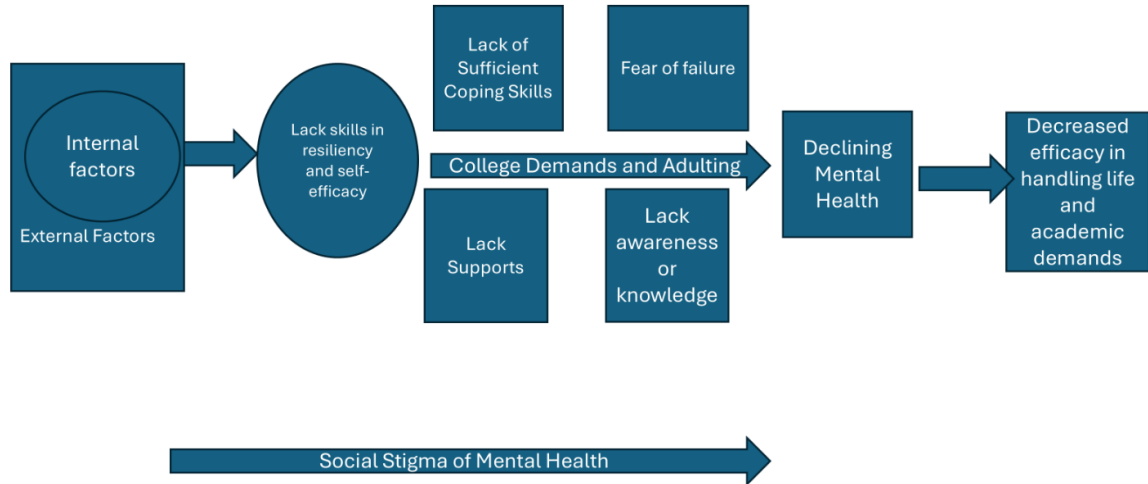 Internal
factors
External Factors
Lack skills in
resiliency
and self-
efficacy
Lack of
Sufficient
Coping Skills
Fear of failure
College Demands and Adulting
Lack
Supports
Lack
awareness
or
knowledge
Declining
Mental
Health
Decreased
efficacy in
handling life
and
academic
demands
Social Stigma of Mental Health